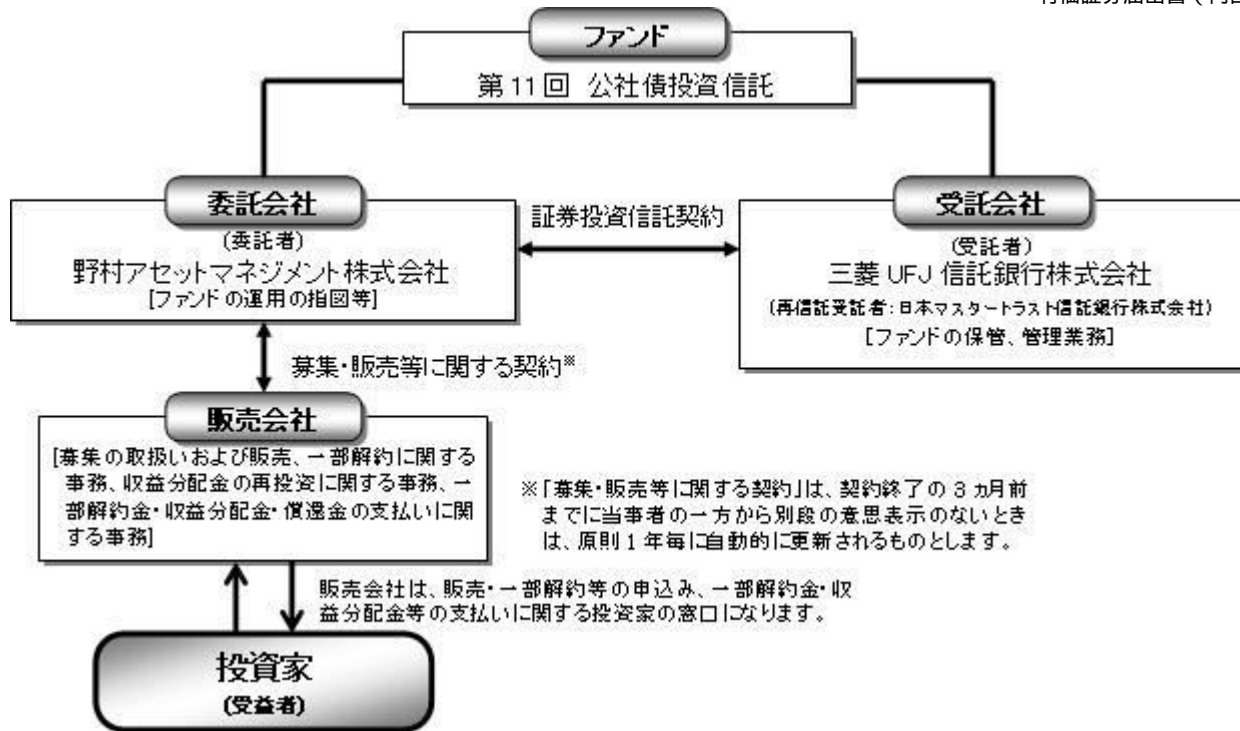 ファンド
第11回 公社債投資信託
委託会社
(委託者)
野村アセットマネジメント株式会社
[ファンドの運用の指図等]
証券投資信託契約
受託会社
(受託者)
三菱 UFJ 信託銀行株式会社
(再信託受託者:日本マスタートラスト信託銀行株式会社)
[ファンドの保管、管理業務]
募集・販売等に関する契約※
販売会社
[募集の取扱いおよび販売、一部解約に関する
事務、収益分配金の再投資に関する事務、一
部解約金・収益分配金・償還金の支払いに関
する事務]
※「募集・販売等に関する契約」は、契約終了の 3 ヵ月前
までに当事者の一方から別段の意思表示のないとき
は、原則 1 年毎に自動的に更新されるものとします。
販売会社は、販売・一部解約等の申込み、一部解約金・収
益分配金等の支払いに関する投資家の窓口になります。
投資家
(受益者)